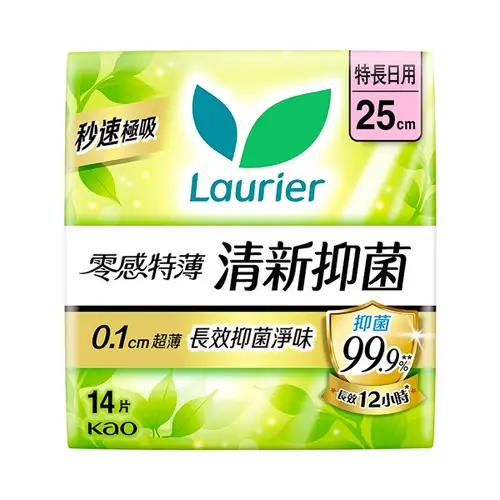 特長日用
25cm
秒速極吸
Laurier
零感特薄 清新抑菌
0.1cm超薄 長效抑菌淨味
抑菌
99.9%**
長效12小時*
14片
Kao